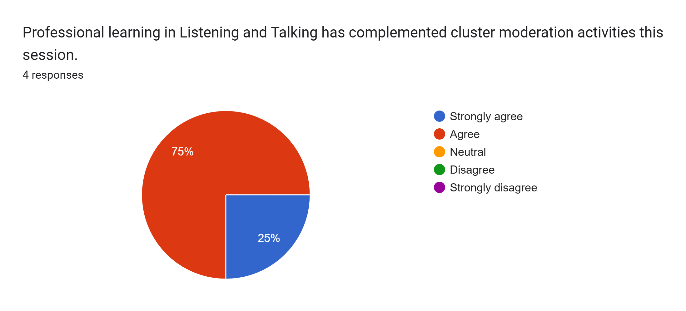 Professional learning in Listening and Talking has complemented cluster moderation activities this
session.
4 responses
75%
25%
Strongly agree
Agree
Neutral
Disagree
Strongly disagree